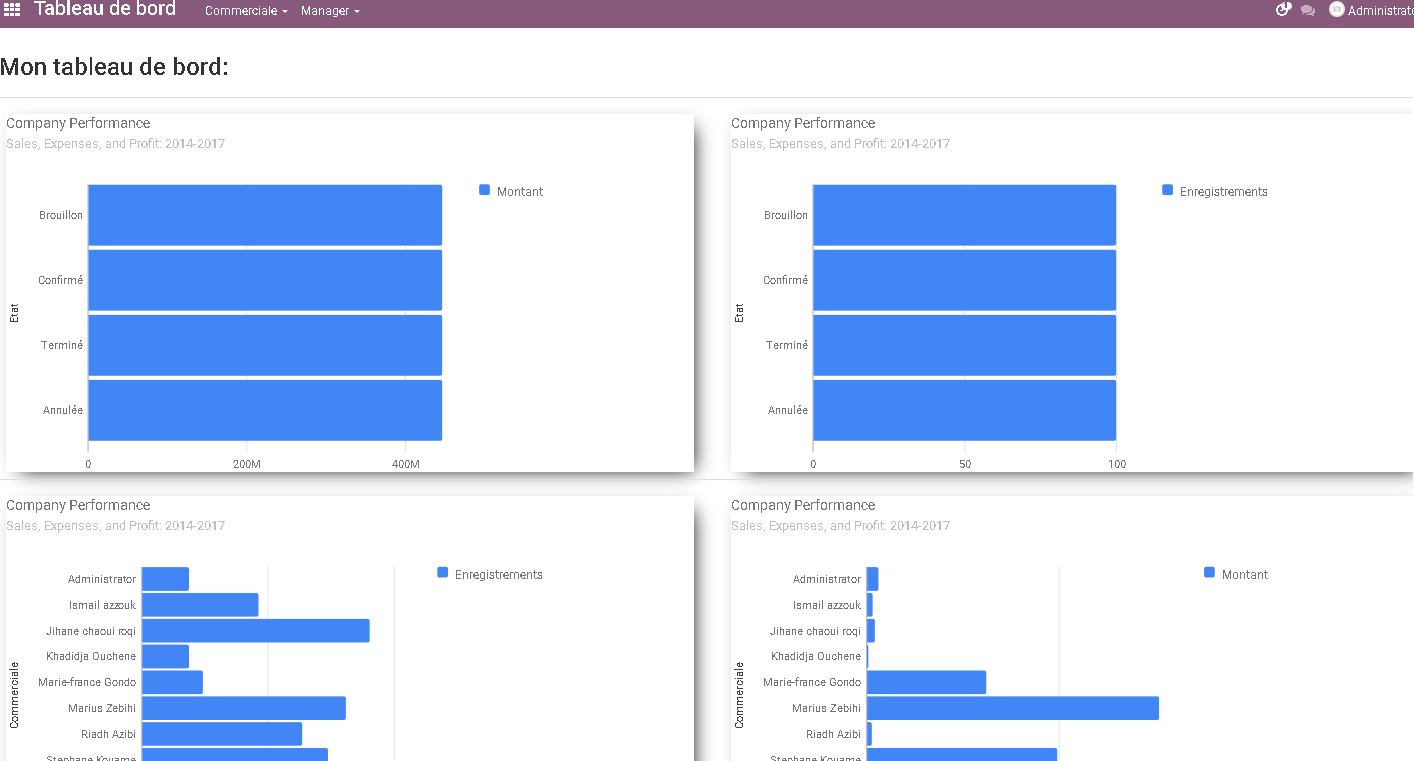 Tableau de bord Commerciale Manager 1 Administrato
Mon tableau de bord:
Company Performance
Sales, Expenses, and Profit: 2014-2017
Montant
Brouillon
Confirmé
Terminé
Annulée
Etat
0 200M 400M
Company Performance
Sales, Expenses, and Profit: 2014-2017
Enregistrements
Brouillon
Confirmé
Terminé
Annulée
Etat
0 50 100
Company Performance
Sales, Expenses, and Profit: 2014-2017
Enregistrements
Administrator
Ismail azzouk
Jihane chaoui roqi
Khadidja Ouchene
Marie-france Gondo
Marius Zebihi
Riadh Azibi
Stephane Kouame
Commerciale
Company Performance
Sales, Expenses, and Profit: 2014-2017
Montant
Administrator
Ismail azzouk
Jihane chaoui roqi
Khadidja Ouchene
Marie-france Gondo
Marius Zebihi
Riadh Azibi
Stephane Kouame
Commerciale